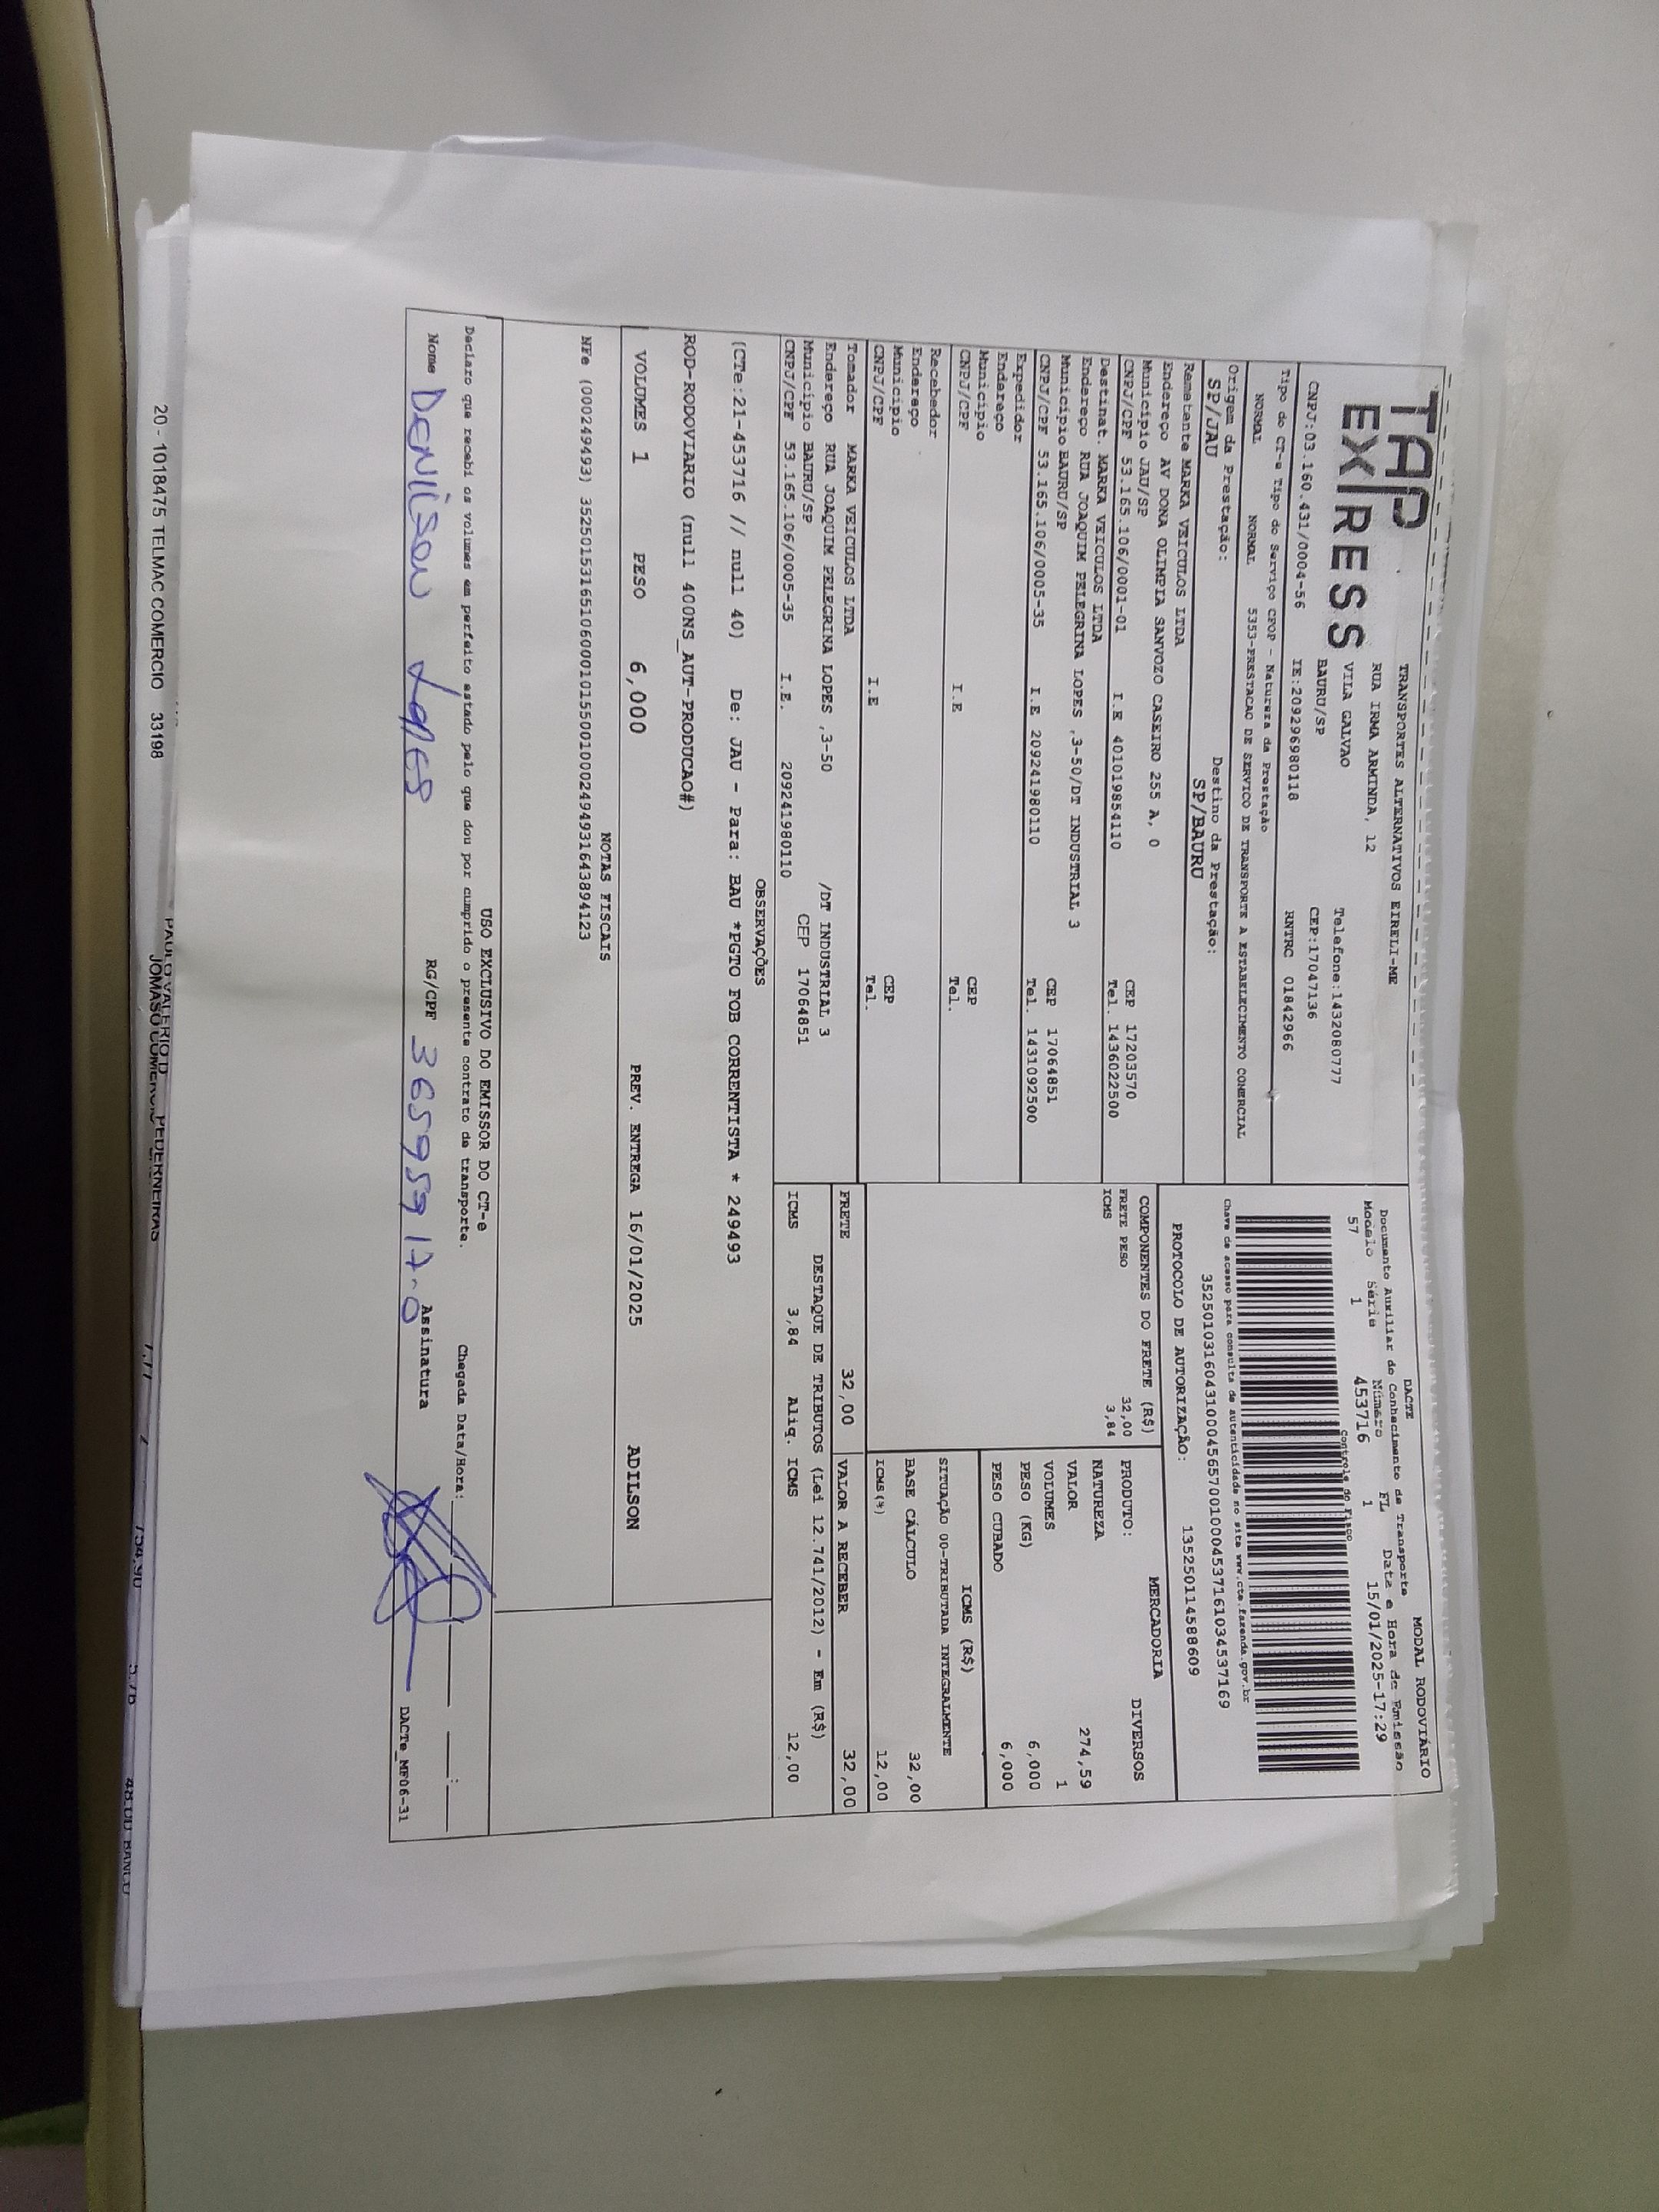 TAP
EXPRESS
TRANSPORTES ALTERNATIVOS EIRELI-ME
RUA IRMA ARMINDA, 12
VILA GALVAO
BAURU/SP
Telefone:1432080777
CEP:17047136
CNPJ:03.160.431/0004-56 IE:209296980118 RNTRC 01842966
Tipo do CT-e Tipo do Serviço CFOP - Natureza da Prestação
NORMAL NORMAL 5353-PRESTACAO DE SERVICO DE TRANSPORTE A ESTABELECIMENTO COMERCIAL
Origem da Prestação: Destino da Prestação:
SP/JAU SP/BAURU
DACTE MODAL RODOVIÁRIO
Documento Auxiliar do Conhecimento de Transporte
Modelo Série Número FL Data e Hora de Emissão
57 1 453716 1 15/01/2025-17:29
Controle do Fisco
Chave de acesso para consulta de autenticidade no site www.cte.fazenda.gov.br
35250103160431000456570010004537161034537169
PROTOCOLO DE AUTORIZAÇÃO: 135250114588609
Remetente MARKA VEICULOS LTDA
Endereço AV DONA OLIMPIA SANVOZO CASEIRO 255 A, 0
Município JAU/SP CEP 17203570
CNPJ/CPF 53.165.106/0001-01 I.E 401019854110 Tel. 1436022500
Destinat. MARKA VEICULOS LTDA
Endereço RUA JOAQUIM PELEGRINA LOPES ,3-50/DT INDUSTRIAL 3
Município BAURU/SP CEP 17064851
CNPJ/CPF 53.165.106/0005-35 I.E 209241980110 Tel. 1431092500
Expedidor
Endereço
Município CEP
CNPJ/CPF I.E Tel.
Recebedor
Endereço
Município CEP
CNPJ/CPF I.E Tel.
Tomador MARKA VEICULOS LTDA
Endereço RUA JOAQUIM PELEGRINA LOPES ,3-50 /DT INDUSTRIAL 3
Município BAURU/SP CEP 17064851
CNPJ/CPF 53.165.106/0005-35 I.E. 209241980110
COMPONENTES DO FRETE (R$)
FRETE PESO 32,00
ICMS 3,84
MERCADORIA
PRODUTO: DIVERSOS
NATUREZA
VALOR 274,59
VOLUMES 1
PESO (KG) 6,000
PESO CUBADO 6,000
ICMS (R$)
SITUAÇÃO 00-TRIBUTADA INTEGRALMENTE
BASE CÁLCULO 32,00
ICMS(%) 12,00
FRETE 32,00 VALOR A RECEBER 32,00
DESTAQUE DE TRIBUTOS (Lei 12.741/2012) - Em (R$)
ICMS 3,84 Aliq. ICMS 12,00
OBSERVAÇÕES
(CTe:21-453716 // null 40) De: JAU - Para: BAU *PGTO FOB CORRENTISTA * 249493
ROD-RODOVIARIO (null 400NS_AUT-PRODUCAO#)
VOLUMES 1 PESO 6,000 PREV. ENTREGA 16/01/2025 ADILSON
NOTAS FISCAIS
NFe (000249493) 35250153165106000101550010002494931643894123
USO EXCLUSIVO DO EMISSOR DO CT-e
Declaro que recebi os volumes em perfeito estado pelo que dou por cumprido o presente contrato de transporte. Chegada Data/Hora: :
Nome Denilson Lopes RG/CPF 36595917-0 Assinatura
DACTe_MF06-31
20 - 1018475 TELMAC COMERCIO 33198
PAULO VALERIO D PEDERNEIRAS